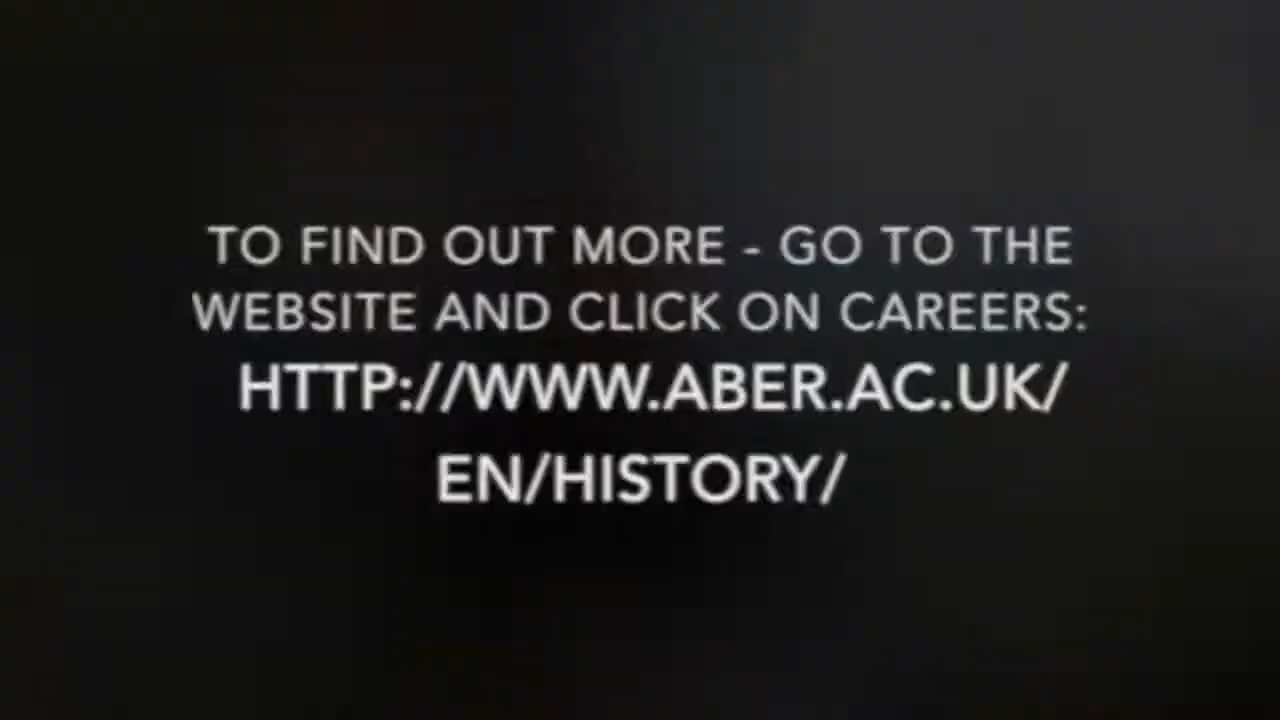 TO FIND OUT MORE - GO TO THE
WEBSITE AND CLICK ON CAREERS:
HTTP://WWW.ABER.AC.UK/
EN/HISTORY/